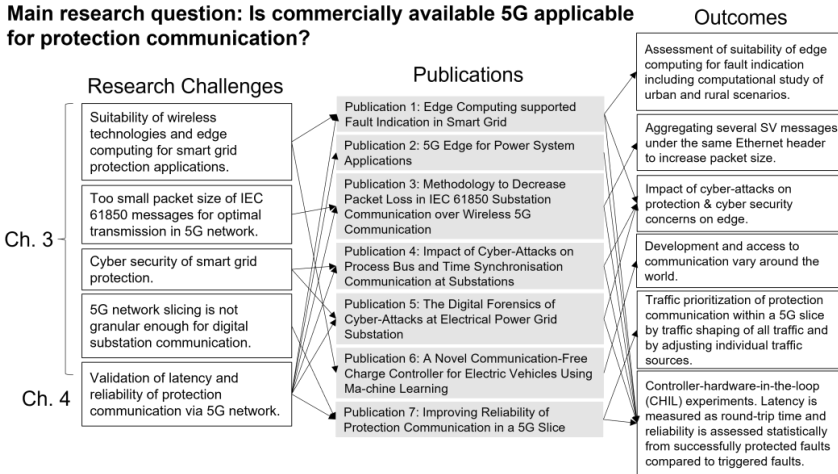 Main research question: Is commercially available 5G applicable
for protection communication?
Research Challenges
Ch. 3
Ch. 4
Suitability of wireless
technologies and edge
computing for smart grid
protection applications.
Too small packet size of IEC
61850 messages for optimal
transmission in 5G network.
Cyber security of smart grid
protection.
5G network slicing is not
granular enough for digital
substation communication.
Validation of latency and
reliability of protection
communication via 5G network.
Publications
Publication 1: Edge Computing supported
Fault Indication in Smart Grid
Publication 2: 5G Edge for Power System
Applications
Publication 3: Methodology to Decrease
Packet Loss in IEC 61850 Substation
Communication over Wireless 5G
Communication
Publication 4: Impact of Cyber-Attacks on
Process Bus and Time Synchronisation
Communication at Substations
Publication 5: The Digital Forensics of
Cyber-Attacks at Electrical Power Grid
Substation
Publication 6: A Novel Communication-Free
Charge Controller for Electric Vehicles Using
Ma-chine Learning
Publication 7: Improving Reliability of
Protection Communication in a 5G Slice
Outcomes
Assessment of suitability of edge
computing for fault indication
including computational study of
urban and rural scenarios.
Aggregating several SV messages
under the same Ethernet header
to increase packet size.
Impact of cyber-attacks on
protection & cyber security
concerns on edge.
Development and access to
communication vary around the
world.
Traffic prioritization of protection
communication within a 5G slice
by traffic shaping of all traffic and
by adjusting individual traffic
sources.
Controller-hardware-in-the-loop
(CHIL) experiments. Latency is
measured as round-trip time and
reliability is assessed statistically
from successfully protected faults
compared to triggered faults.